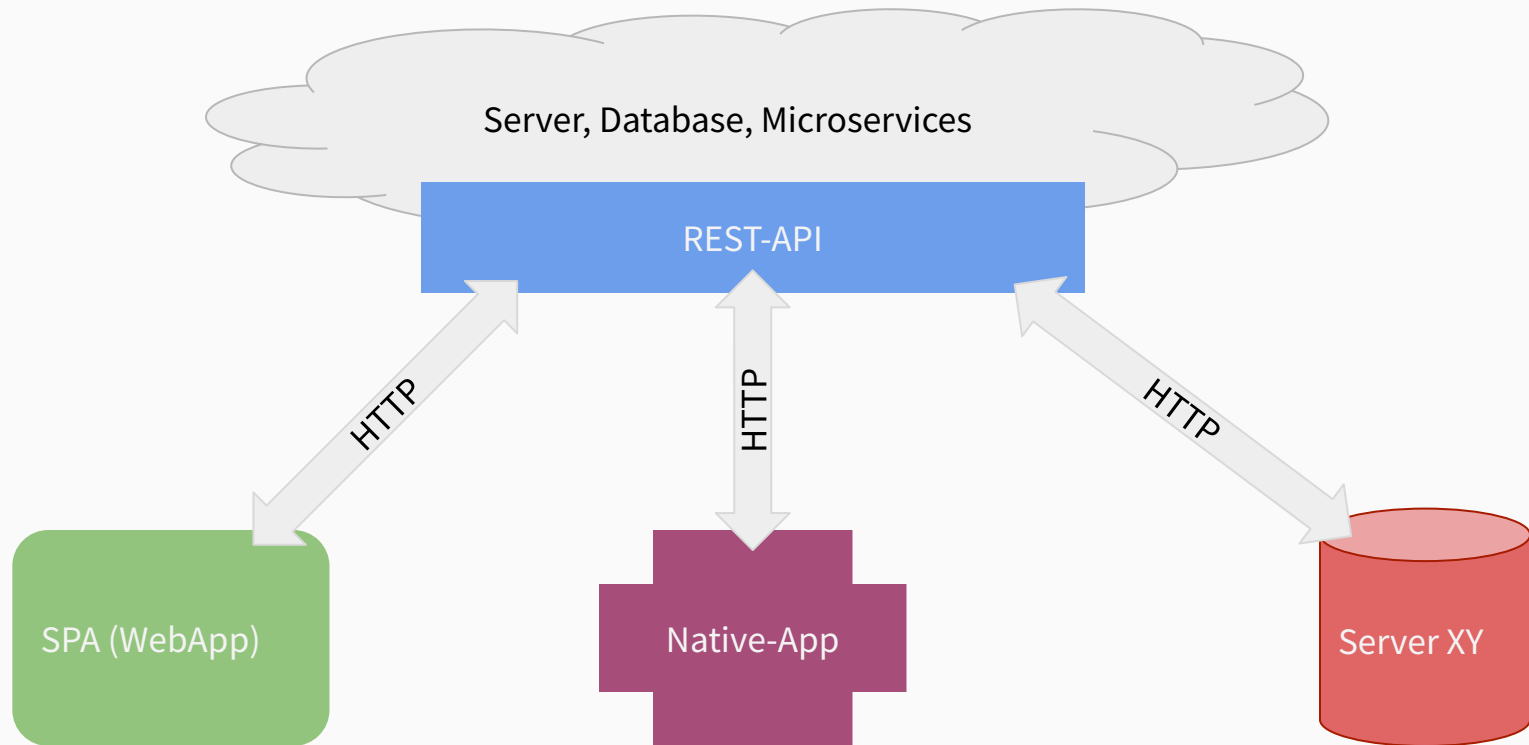 Server, Database, Microservices
REST-API
HTTP
HTTP
HTTP
SPA (WebApp)
Native-App
Server XY